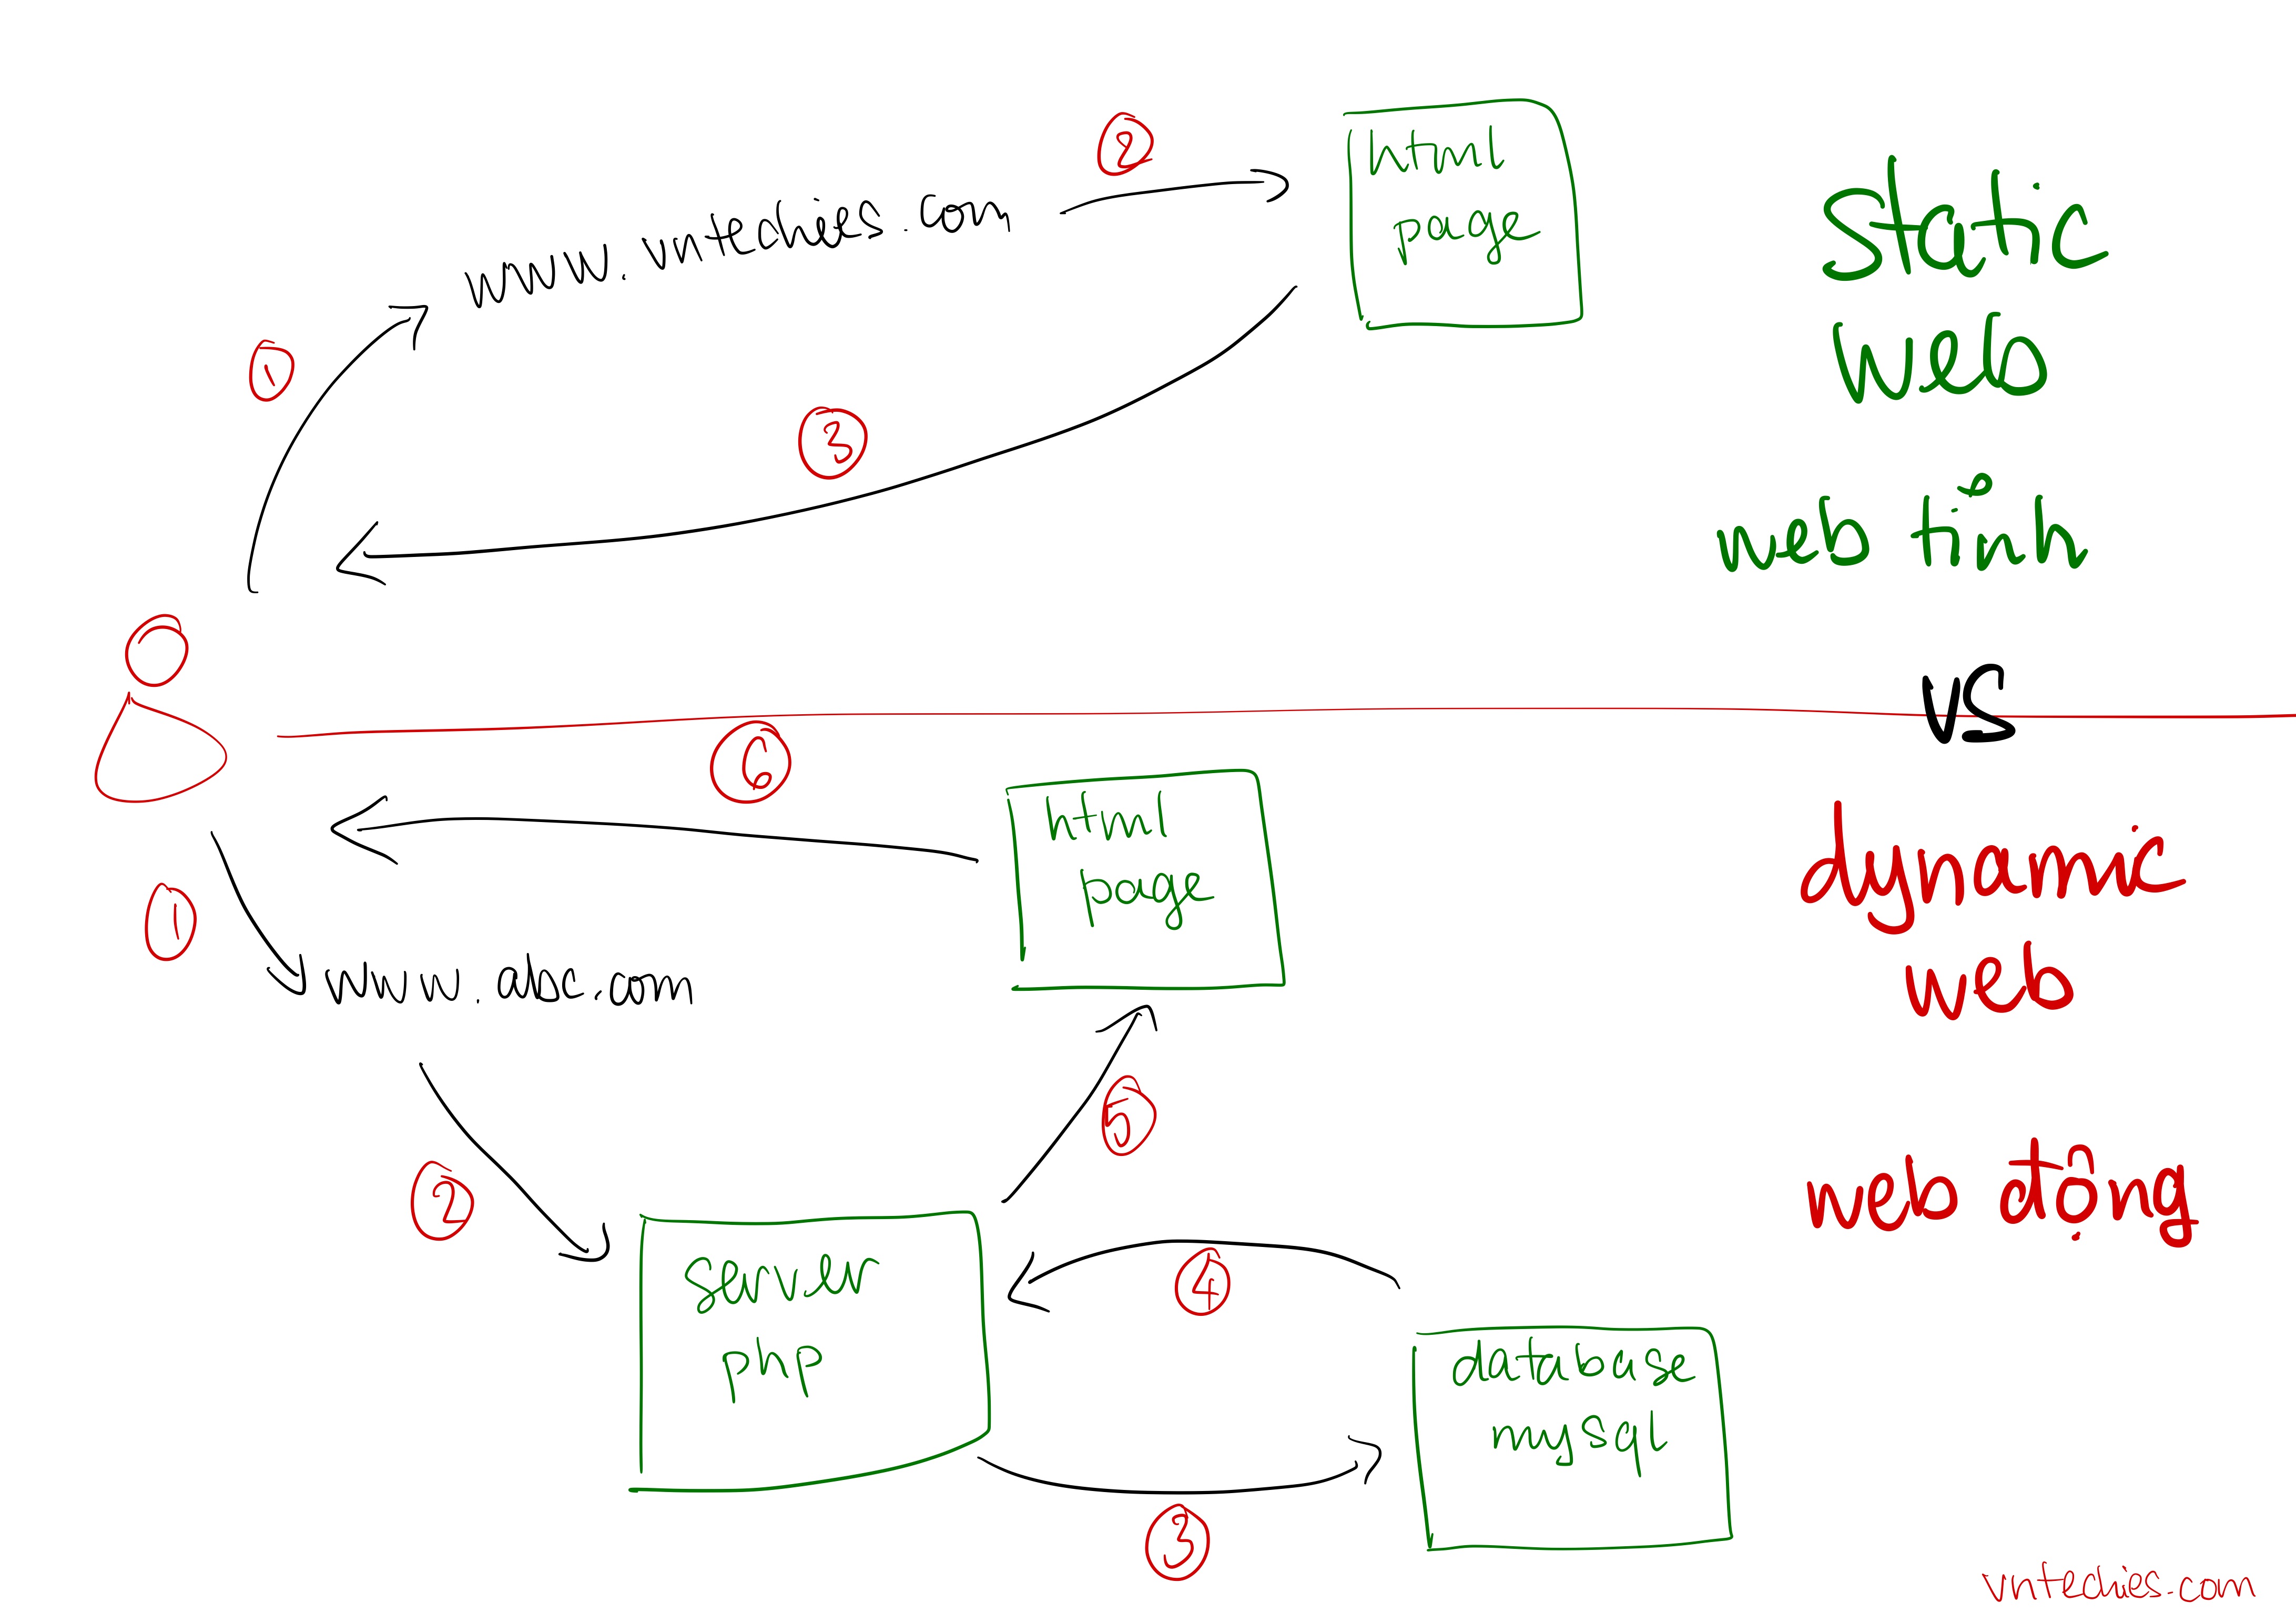 ②
html
page
www.vntechies.com
①
③
static
web
web tĩnh
vs
⑥
html
page
dynamic
web
①
www.abc.com
⑤
②
web động
server
php
④
database
mysql
③
vntechies.com